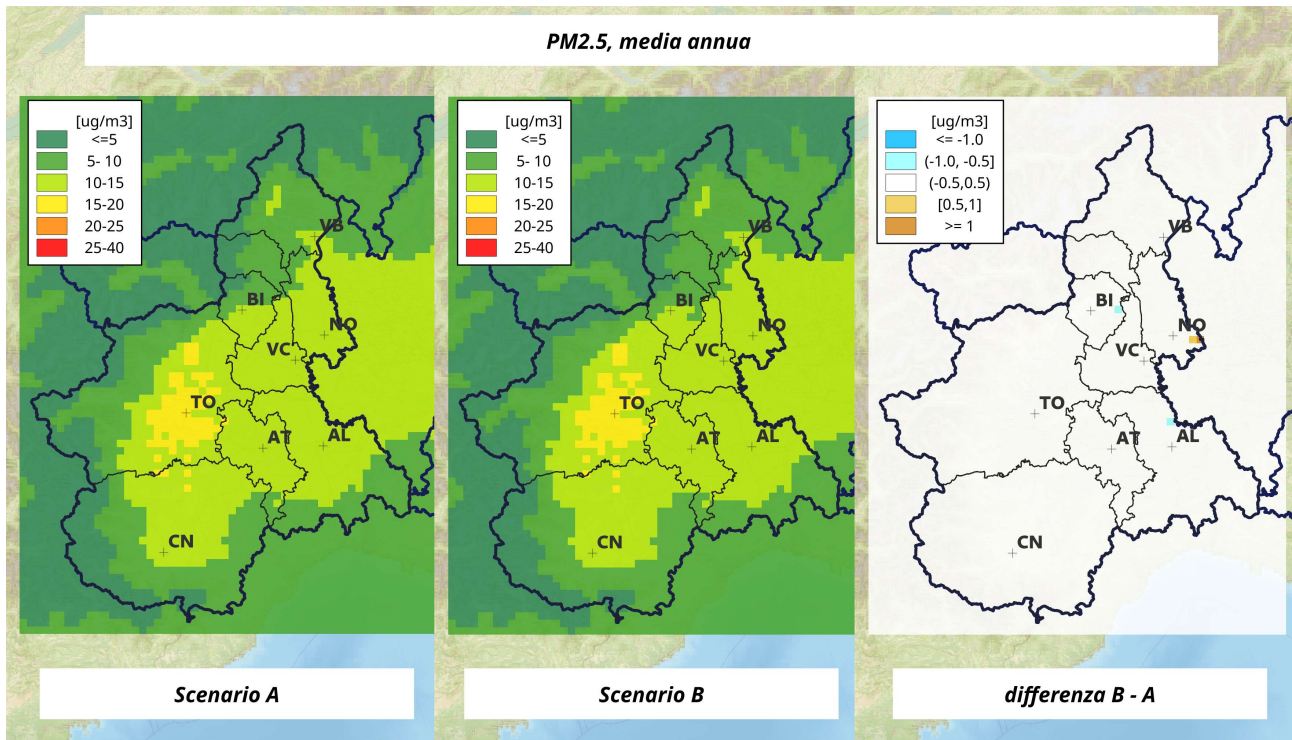 PM2.5, media annua
[ug/m3]
<=5
5- 10
10-15
15-20
20-25
25-40
VB
BI
NO
VC
TO
AT
AL
CN
[ug/m3]
<=5
5- 10
10-15
15-20
20-25
25-40
VB
BI
NO
VC
TO
AT
AL
CN
[ug/m3]
<= -1.0
(-1.0, -0.5]
(-0.5,0.5)
[0.5,1]
>= 1
VB
BI
NO
VC
TO
AT
AL
CN
Scenario A
Scenario B
differenza B - A